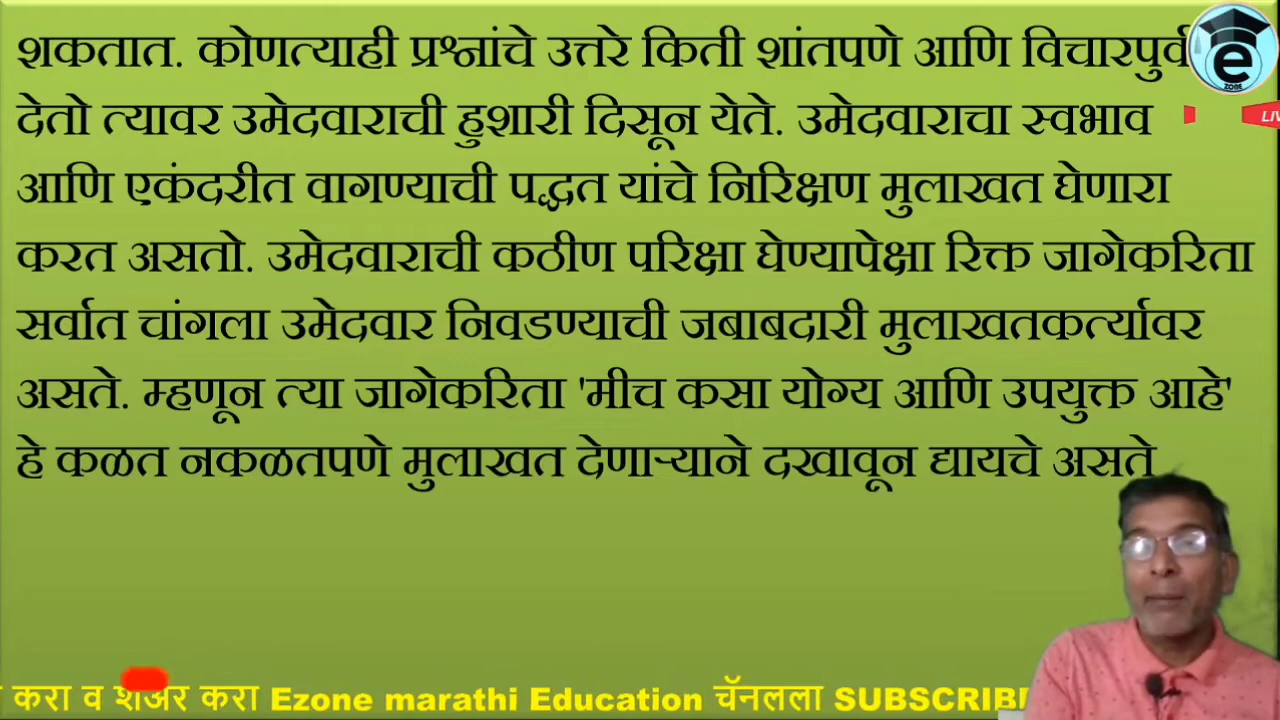 शकतात. कोणत्याही प्रश्नांचे उत्तरे किती शांतपणे आणि
देतो त्यावर उमेदवाराची हुशारी दिसून येते. उमेदवाराचा स्वभाव
आणि एकंदरीत वागण्याची पद्धत यांचे निरिक्षण मुलाखत घेणारा
करत असतो. उमेदवाराची कठीण परिक्षा घेण्यापेक्षा रिक्त जागेकरिता
सर्वात चांगला उमेदवार निवडण्याची जबाबदारी मुलाखतकर्त्यावर
असते. म्हणून त्या जागेकरिता 'मीच कसा योग्य आणि उपयुक्त आहे'
हे कळत नकळतपणे मुलाखत देणाऱ्याने दखावून द्यायचे असते
e
ZONE
करा व शेअर करा Ezone marathi Education चॅनलला SUBSCRIBE